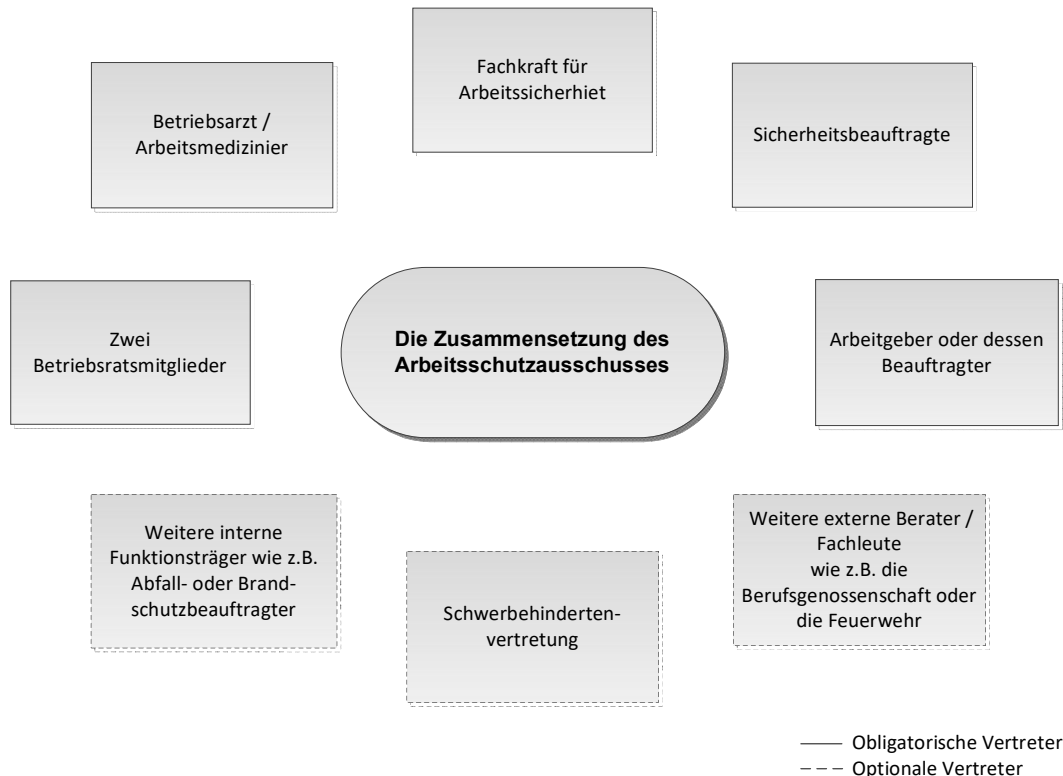 Fachkraft für
Arbeitssicherhiet
Betriebsarzt /
Arbeitsmedizinier
Sicherheitsbeauftragte
Zwei
Betriebsratsmitglieder
Die Zusammensetzung des
Arbeitsschutzausschusses
Arbeitgeber oder dessen
Beauftragter
Weitere interne
Funktionsträger wie z.B.
Abfall- oder Brand-
schutzbeauftragter
Schwerbehinderten-
vertretung
Weitere externe Berater /
Fachleute
wie z.B. die
Berufsgenossenschaft oder
die Feuerwehr
Obligatorische Vertreter
Optionale Vertreter